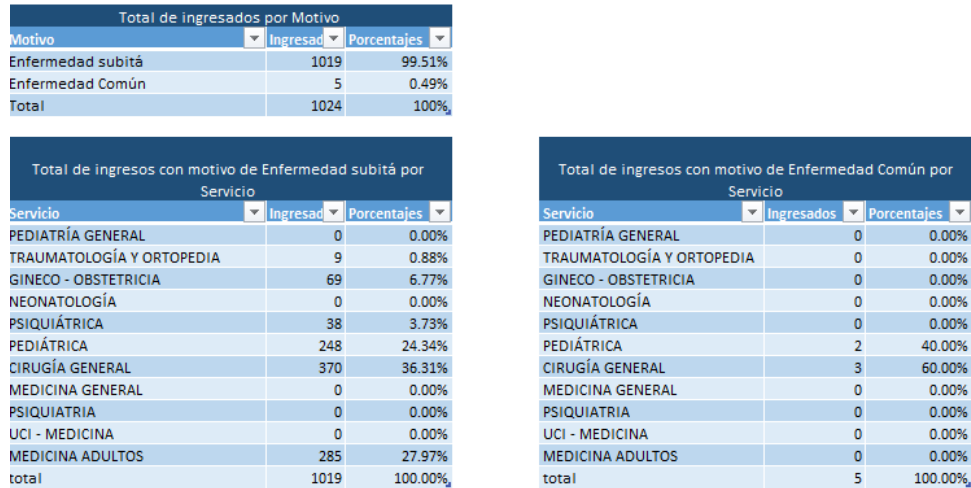 Total de ingresados por Motivo
Motivo Ingresad Porcentajes
Enfermedad subitá 1019 99.51%
Enfermedad Común 5 0.49%
Total 1024 100%
Total de ingresos con motivo de Enfermedad subitá por
Servicio
Servicio Ingresad Porcentajes
PEDIATRÍA GENERAL 0 0.00%
TRAUMATOLOGÍA Y ORTOPEDIA 9 0.88%
GINECO - OBSTETRICIA 69 6.77%
NEONATOLOGÍA 0 0.00%
PSIQUIÁTRICA 38 3.73%
PEDIÁTRICA 248 24.34%
CIRUGÍA GENERAL 370 36.31%
MEDICINA GENERAL 0 0.00%
PSIQUIATRIA 0 0.00%
UCI - MEDICINA 0 0.00%
MEDICINA ADULTOS 285 27.97%
total 1019 100.00%
Total de ingresos con motivo de Enfermedad Común por
Servicio
Servicio Ingresados Porcentajes
PEDIATRÍA GENERAL 0 0.00%
TRAUMATOLOGÍA Y ORTOPEDIA 0 0.00%
GINECO - OBSTETRICIA 0 0.00%
NEONATOLOGÍA 0 0.00%
PSIQUIÁTRICA 0 0.00%
PEDIÁTRICA 2 40.00%
CIRUGÍA GENERAL 3 60.00%
MEDICINA GENERAL 0 0.00%
PSIQUIATRIA 0 0.00%
UCI - MEDICINA 0 0.00%
MEDICINA ADULTOS 0 0.00%
total 5 100.00%